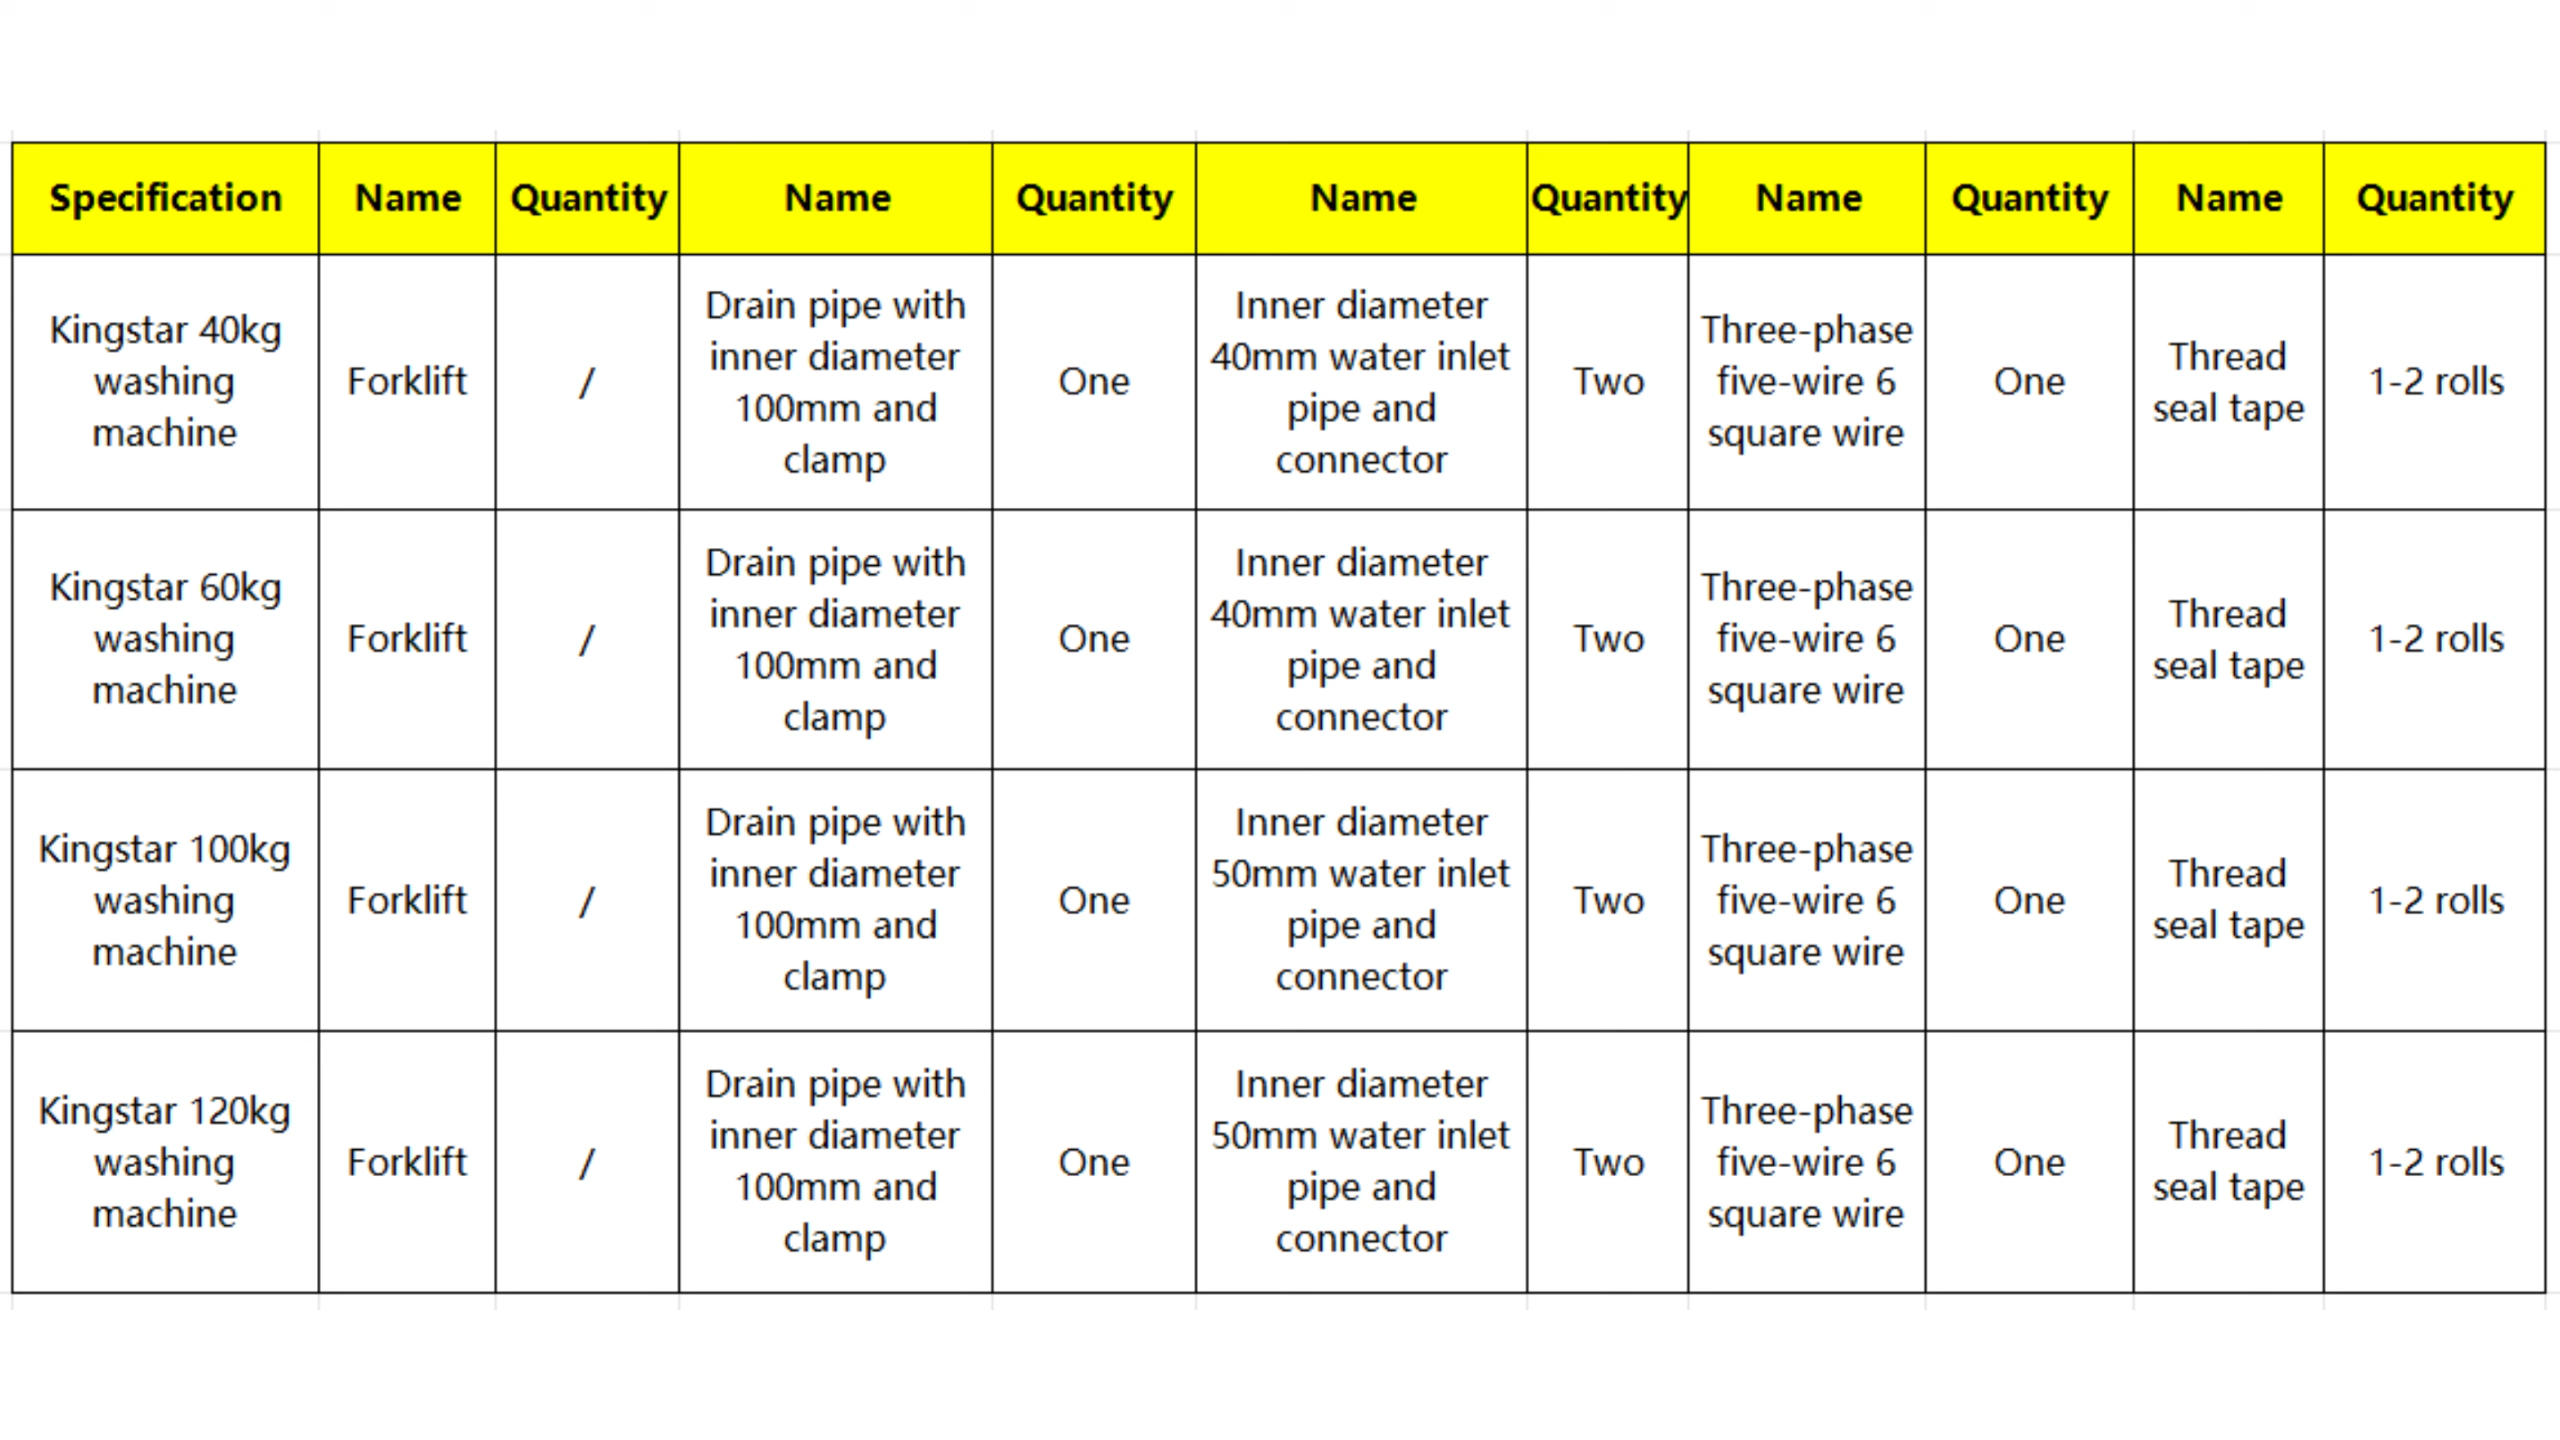 Specification Name Quantity Name Quantity Name Quantity Name Quantity Name Quantity
Kingstar 40kg
washing
machine
Forklift
/
Drain pipe with
inner diameter
100mm and
clamp
One
Inner diameter
40mm water inlet
pipe and
connector
Two
Three-phase
five-wire 6
square wire
One
Thread
seal tape
1-2 rolls
Kingstar 60kg
washing
machine
Forklift
/
Drain pipe with
inner diameter
100mm and
clamp
One
Inner diameter
40mm water inlet
pipe and
connector
Two
Three-phase
five-wire 6
square wire
One
Thread
seal tape
1-2 rolls
Kingstar 100kg
washing
machine
Forklift
/
Drain pipe with
inner diameter
100mm and
clamp
One
Inner diameter
50mm water inlet
pipe and
connector
Two
Three-phase
five-wire 6
square wire
One
Thread
seal tape
1-2 rolls
Kingstar 120kg
washing
machine
Forklift
/
Drain pipe with
inner diameter
100mm and
clamp
One
Inner diameter
50mm water inlet
pipe and
connector
Two
Three-phase
five-wire 6
square wire
One
Thread
seal tape
1-2 rolls